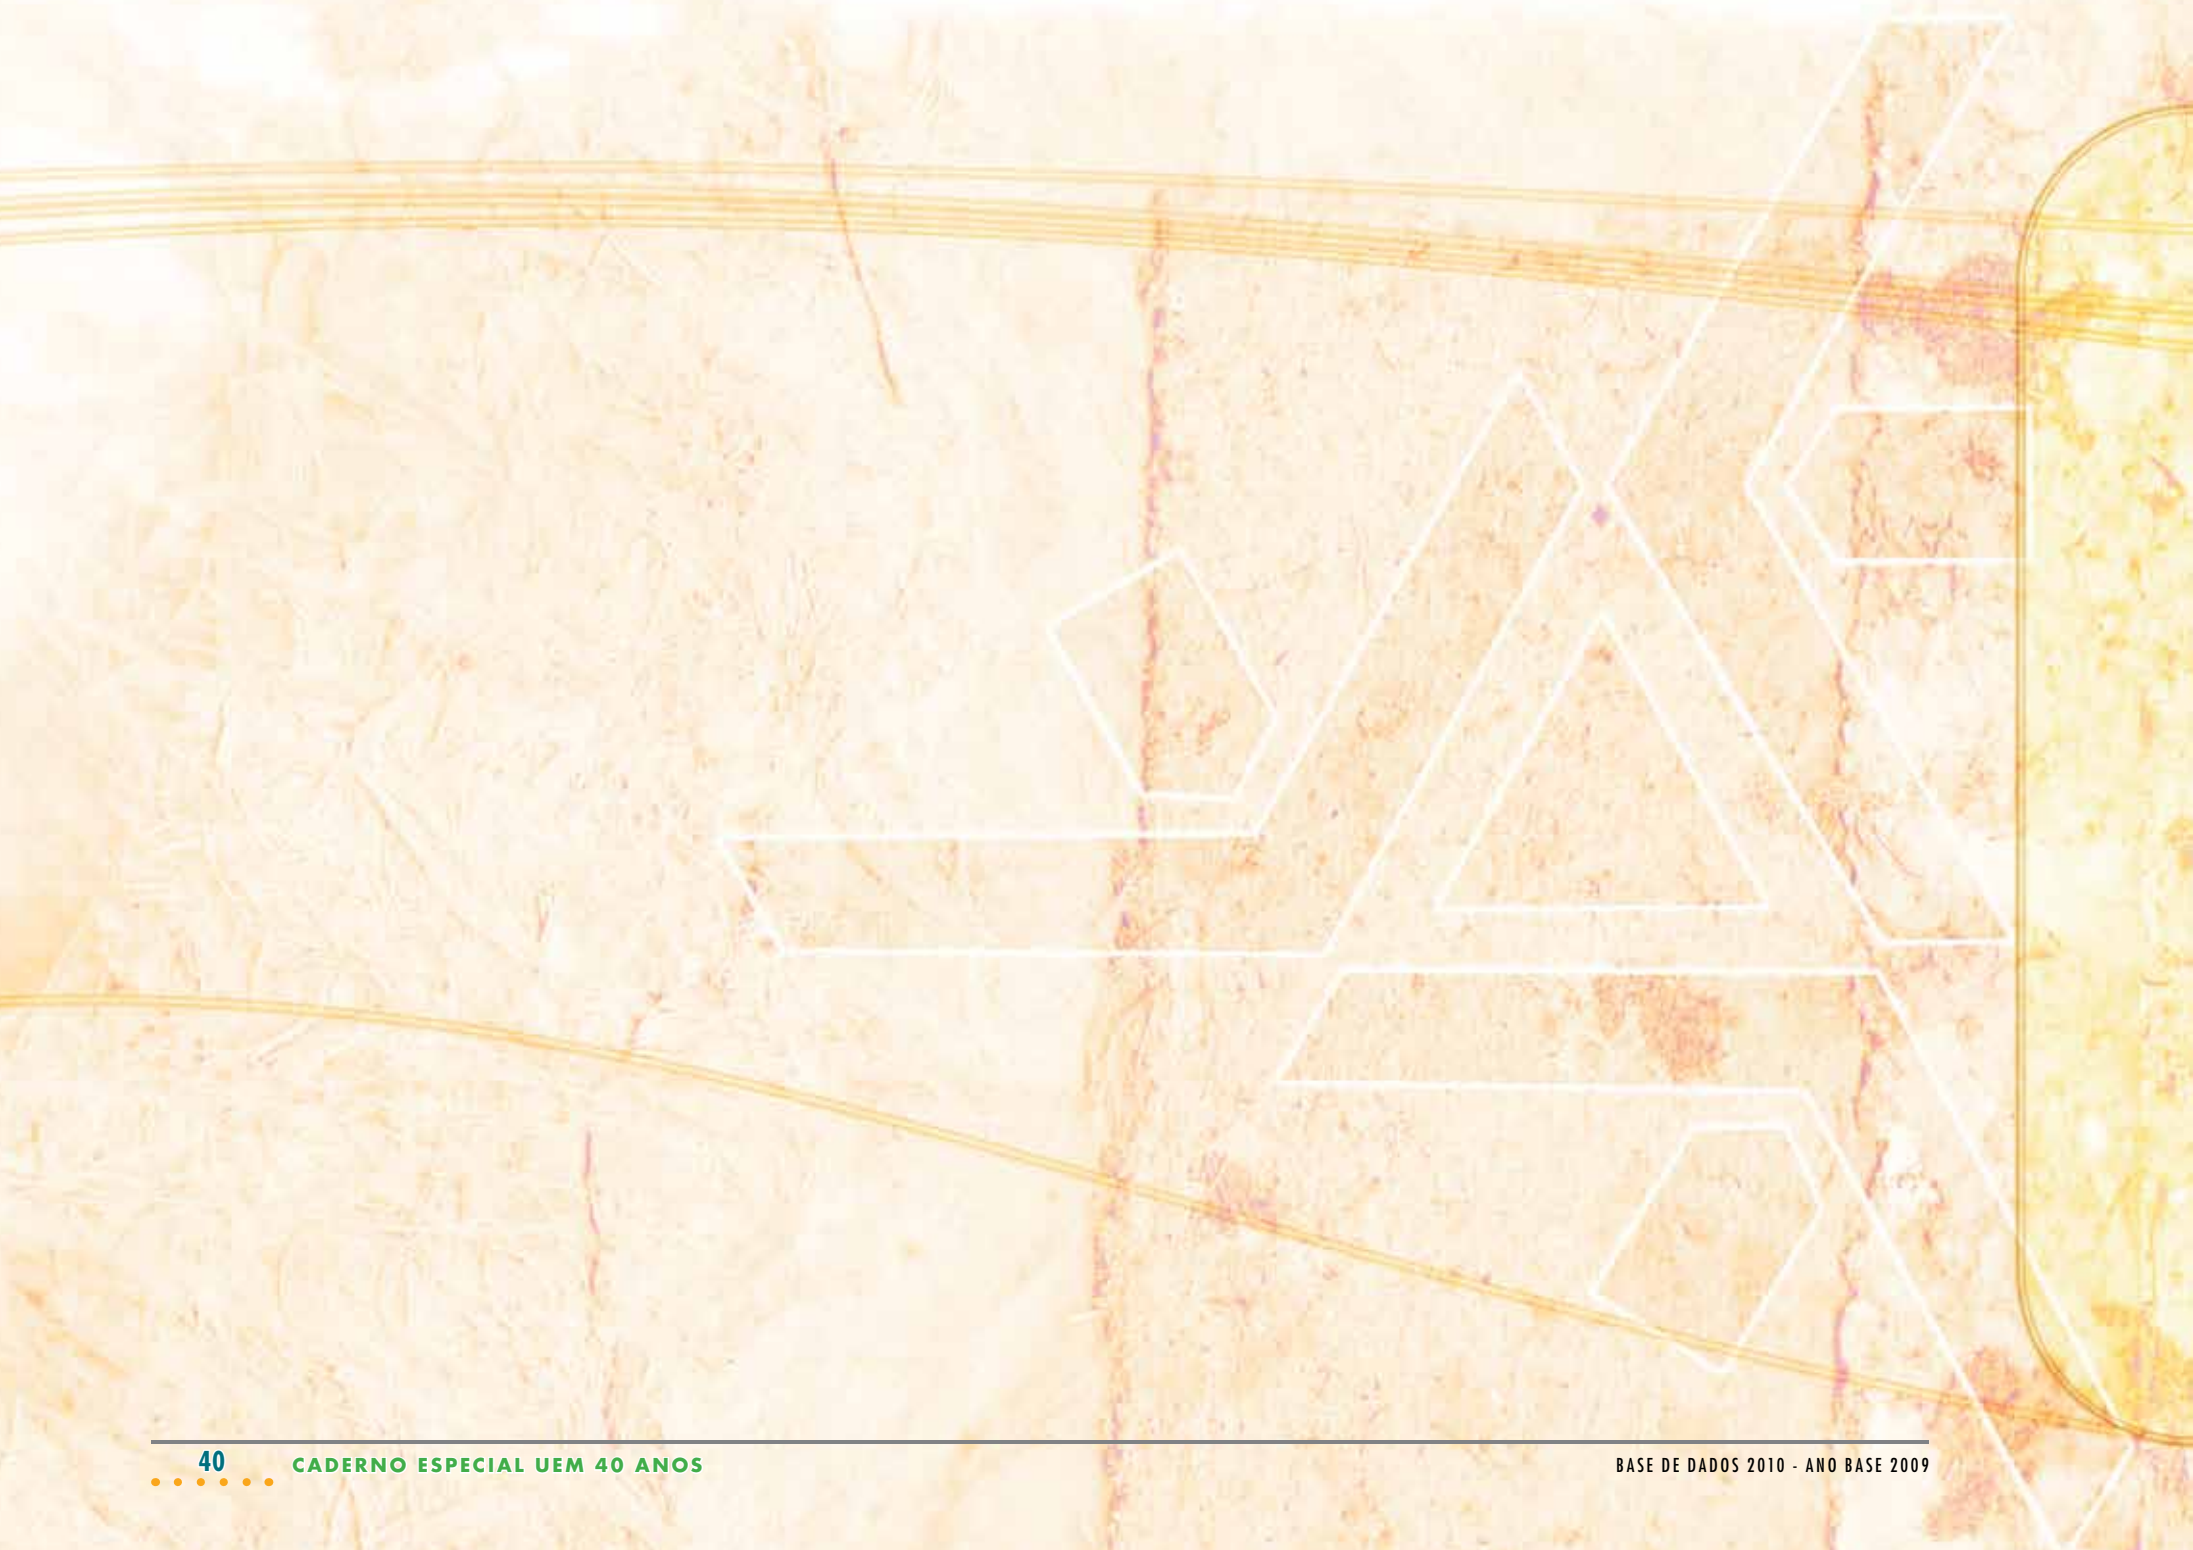 40
CADERNO ESPECIAL UEM 40 ANOS
BASE DE DADOS 2010 - ANO BASE 2009